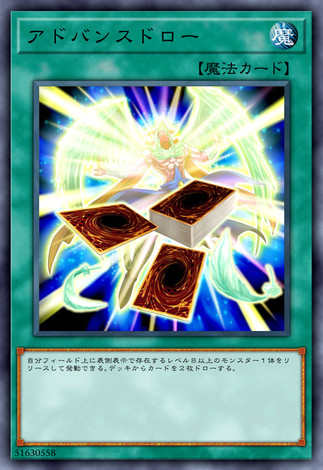 アドバンスドロー
魔
【魔法カード】
自分フィールド上に表側表示で存在するレベル８以上のモンスター１体をリ
リースして発動できる。デッキからカードを２枚ドローする。
51630558